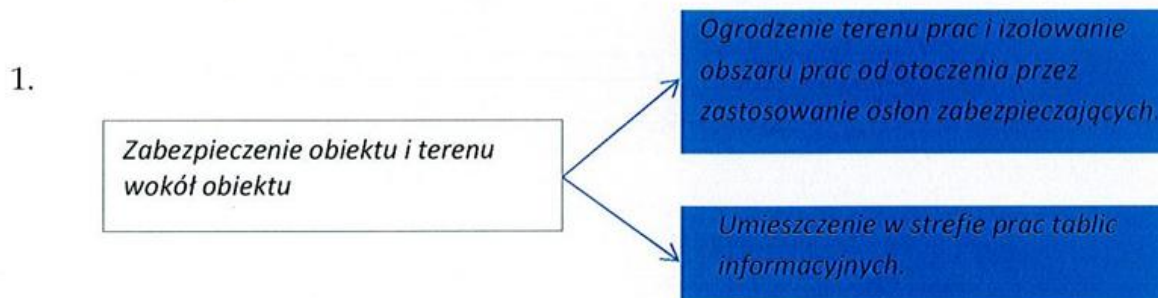 1.
Zabezpieczenie obiektu i terenu
wokół obiektu
Ogrodzenie terenu prac i izolowanie
obszaru prac od otoczenia przez
zastosowanie osłon zabezpieczających.
Umieszczenie w strefie prac tablic
informacyjnych.